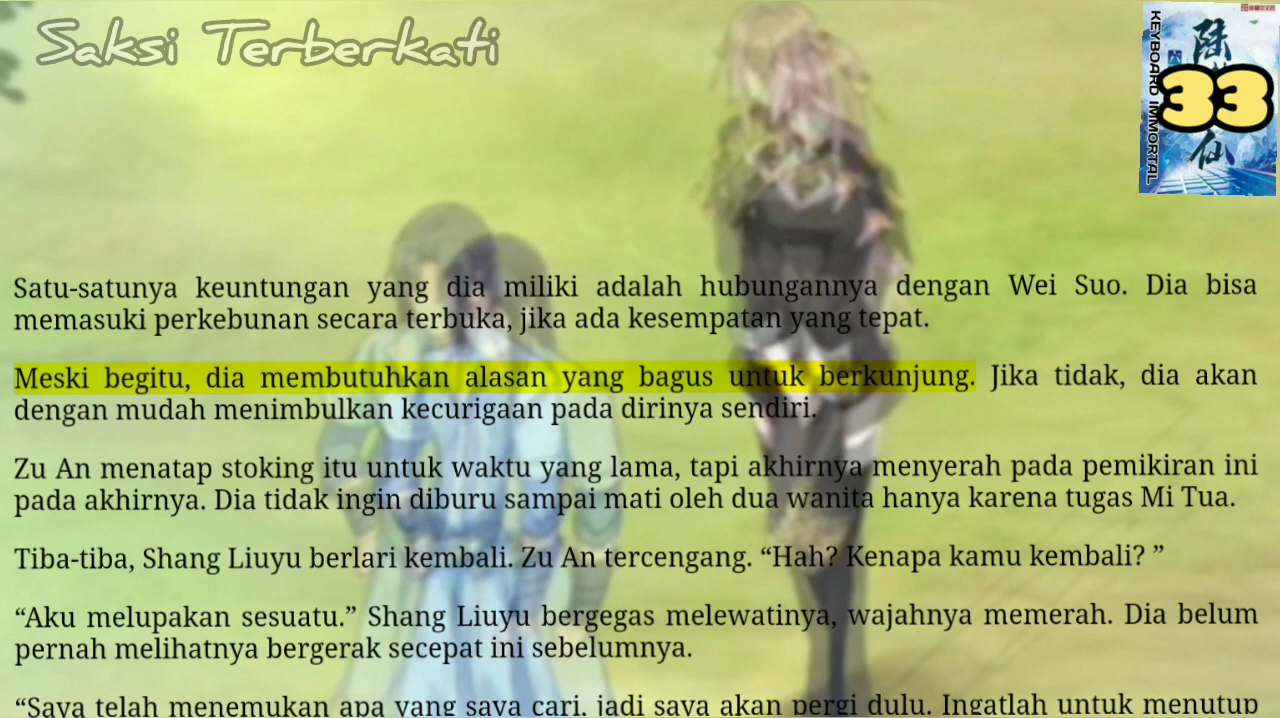 Saksi Terberkati
KEYBOARD IMMORTAL
33
仙
Satu-satunya keuntungan yang dia miliki adalah hubungannya dengan Wei Suo. Dia bisa
memasuki perkebunan secara terbuka, jika ada kesempatan yang tepat.
Meski begitu, dia membutuhkan alasan yang bagus untuk berkunjung. Jika tidak, dia akan
dengan mudah menimbulkan kecurigaan pada dirinya sendiri.
Zu An menatap stoking itu untuk waktu yang lama, tapi akhirnya menyerah pada pemikiran ini
pada akhirnya. Dia tidak ingin diburu sampai mati oleh dua wanita hanya karena tugas Mi Tua.
Tiba-tiba, Shang Liuyu berlari kembali. Zu An tercengang. “Hah? Kenapa kamu kembali? ”
“Aku melupakan sesuatu.” Shang Liuyu bergegas melewatinya, wajahnya memerah. Dia belum
pernah melihatnya bergerak secepat ini sebelumnya.
“Saya telah menemukan apa yang saya cari, jadi saya akan pergi dulu. Ingatlah untuk menutup